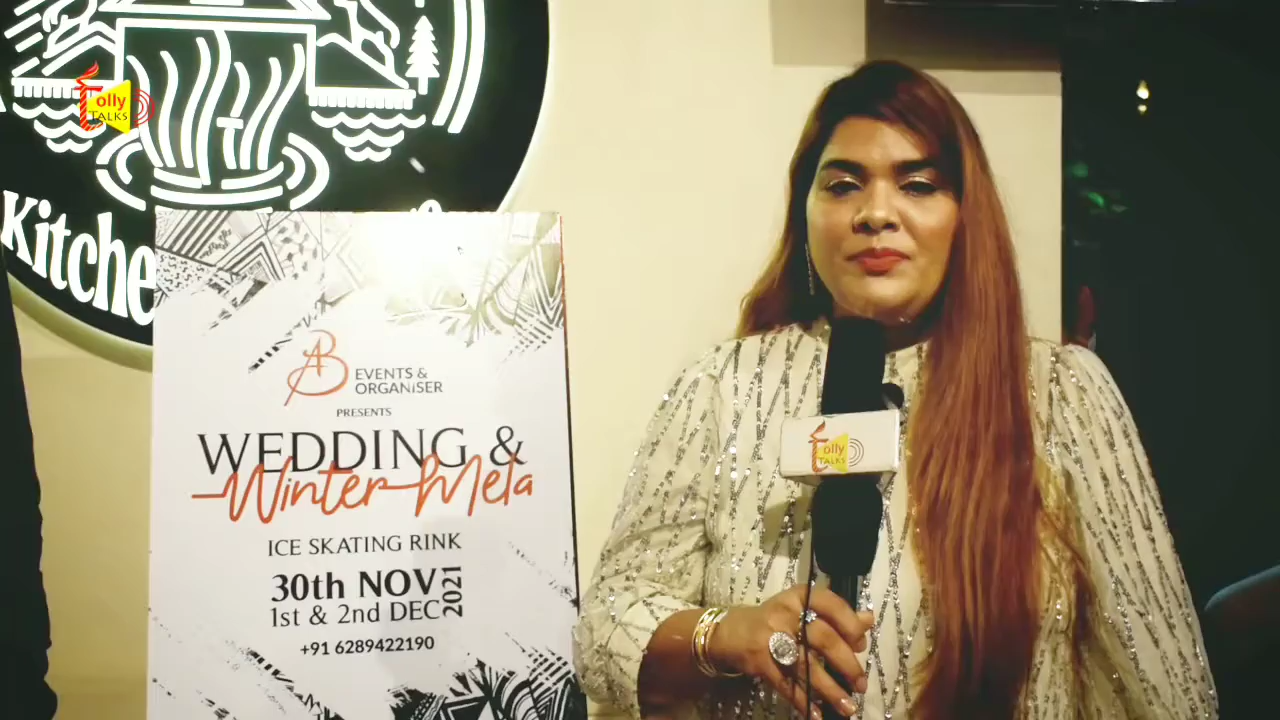 olly
TALKS
Kitche
AB
EVENTS &
ORGANiSER
PRESENTS
WEDDING &
Winter Mela
ICE SKATING RINK
30th NOV
1st & 2nd DEC
2021
+91 6289422190
olly
TALKS